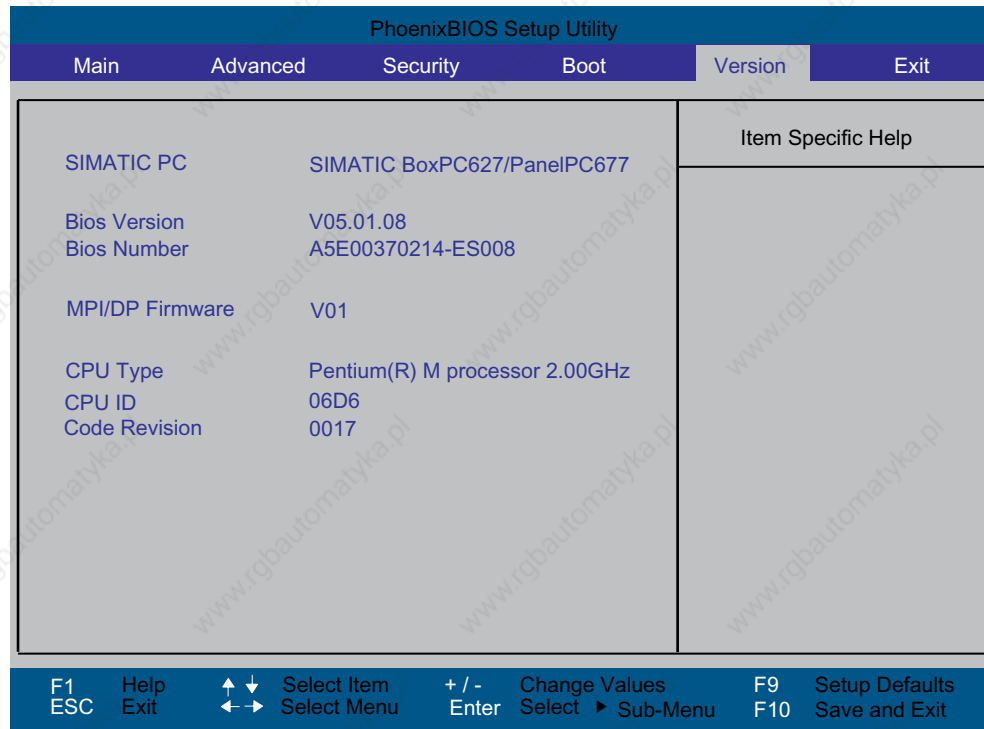 PhoenixBIOS Setup Utility
Main Advanced Security Boot Version Exit
Item Specific Help
SIMATIC PC SIMATIC BoxPC627/PanelPC677
Bios Version V05.01.08
Bios Number A5E00370214-ES008
MPI/DP Firmware V01
CPU Type Pentium(R) M processor 2.00GHz
CPU ID 06D6
Code Revision 0017
F1 Help ↑ ↓ Select Item + / - Change Values F9 Setup Defaults
ESC Exit ← → Select Menu Enter Select ▶ Sub-Menu F10 Save and Exit
www.rgbautomatyka.pl